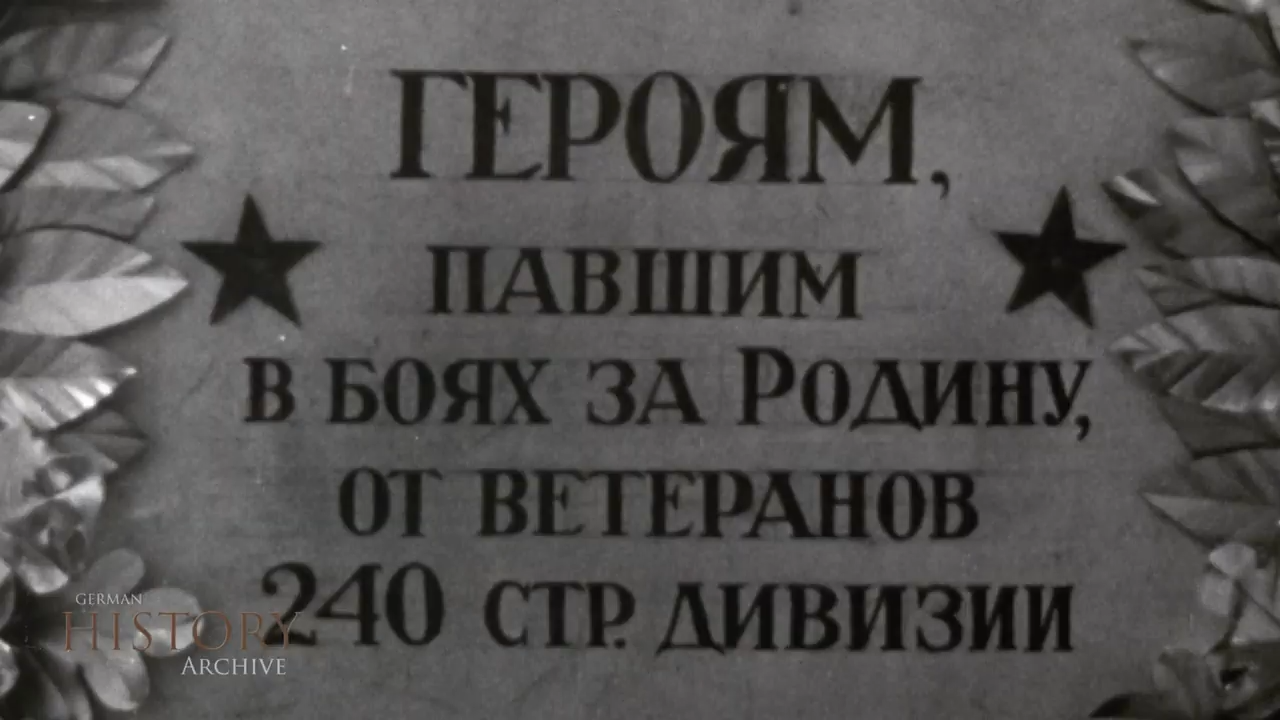 ГЕРОЯМ,
ПАВШИМ
В БОЯХ ЗА РОДИНУ,
ОТ ВЕТЕРАНОВ
240 СТР. ДИВИЗИИ
GERMAN
HISTORY
ARCHIVE